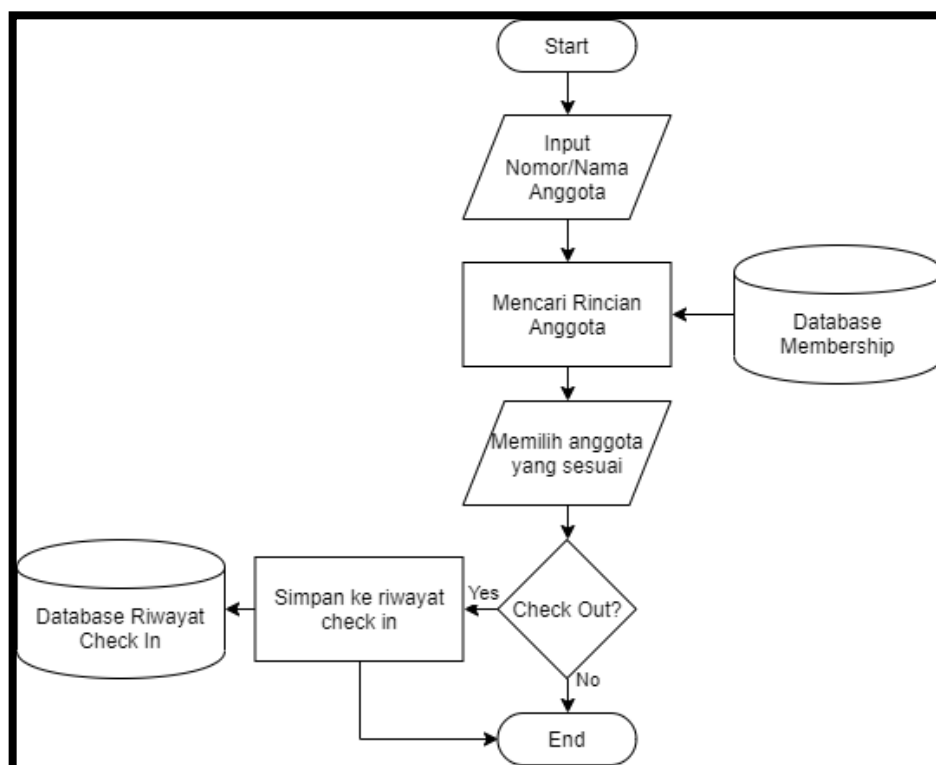 Start
Input
Nomor/Nama
Anggota
Mencari Rincian
Anggota
Database
Membership
Memilih anggota
yang sesuai
Check Out?
Yes
Simpan ke riwayat
check in
Database Riwayat
Check In
No
End